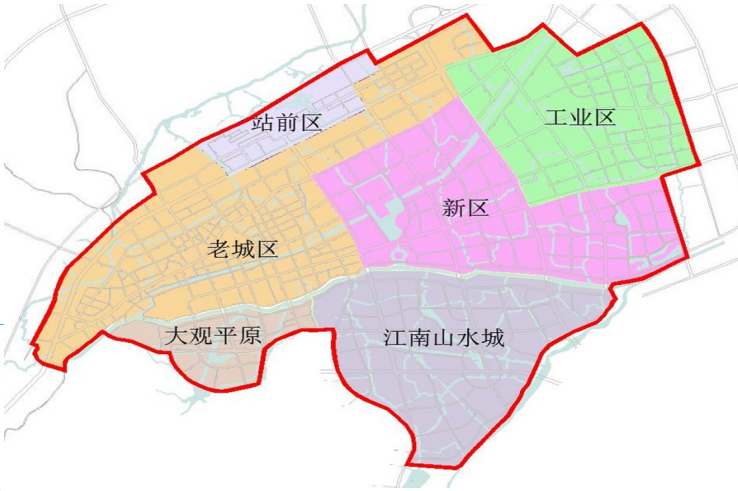 站前区
工业区
新区
老城区
大观平原
江南山水城